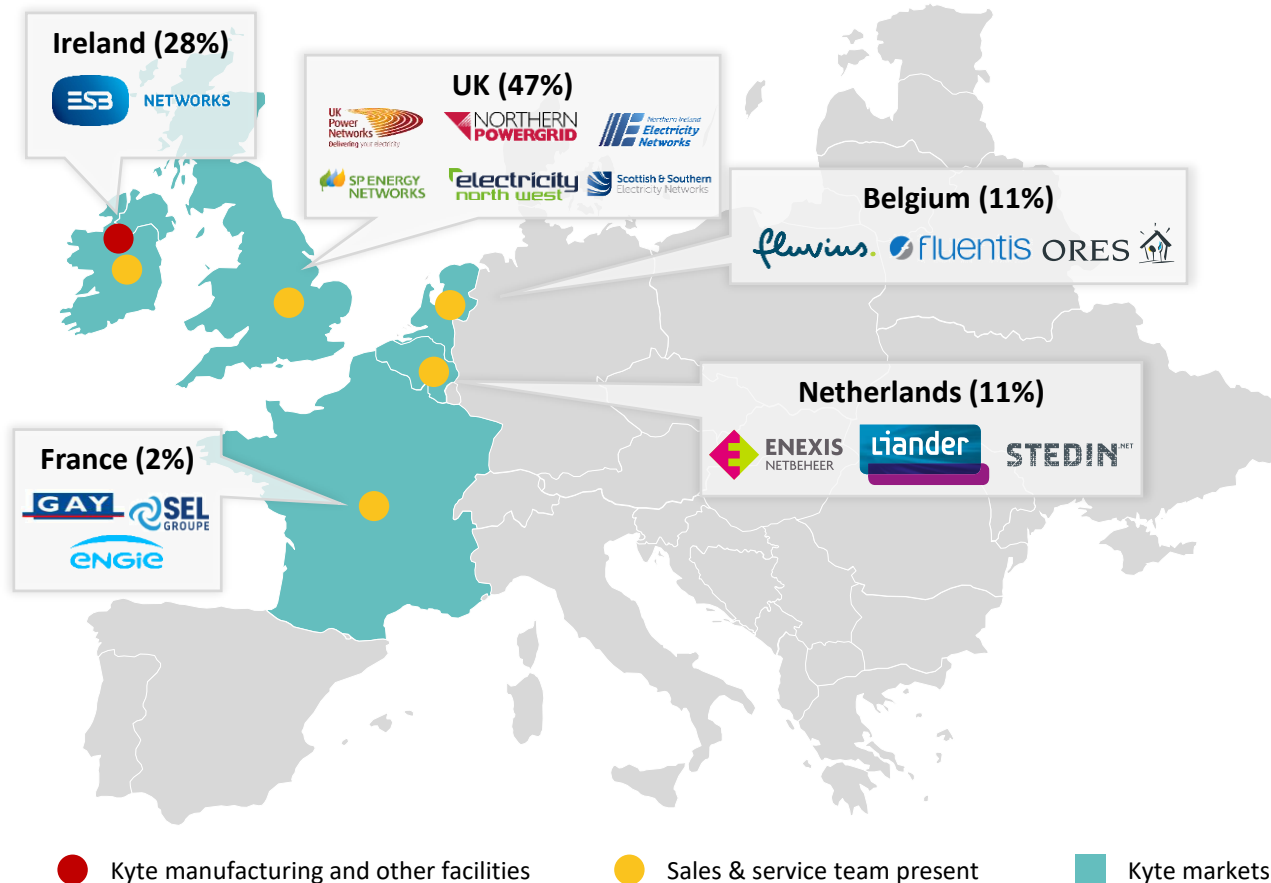 Ireland (28%)
ESB NETWORKS
UK (47%)
UK
Power
Networks
Delivering your electricity
NORTHERN
POWERGRID
Northern Ireland
Electricity
Networks
SP ENERGY
NETWORKS
electricity
north west
Scottish & Southern
Electricity Networks
Belgium (11%)
fluvius.
fluentis
ORES
Netherlands (11%)
ENEXIS
NETBEHEER
Liander
STEDIN.NET
France (2%)
GAY
SEL
GROUPE
ENGIE
Kyte manufacturing and other facilities
Sales & service team present
Kyte markets